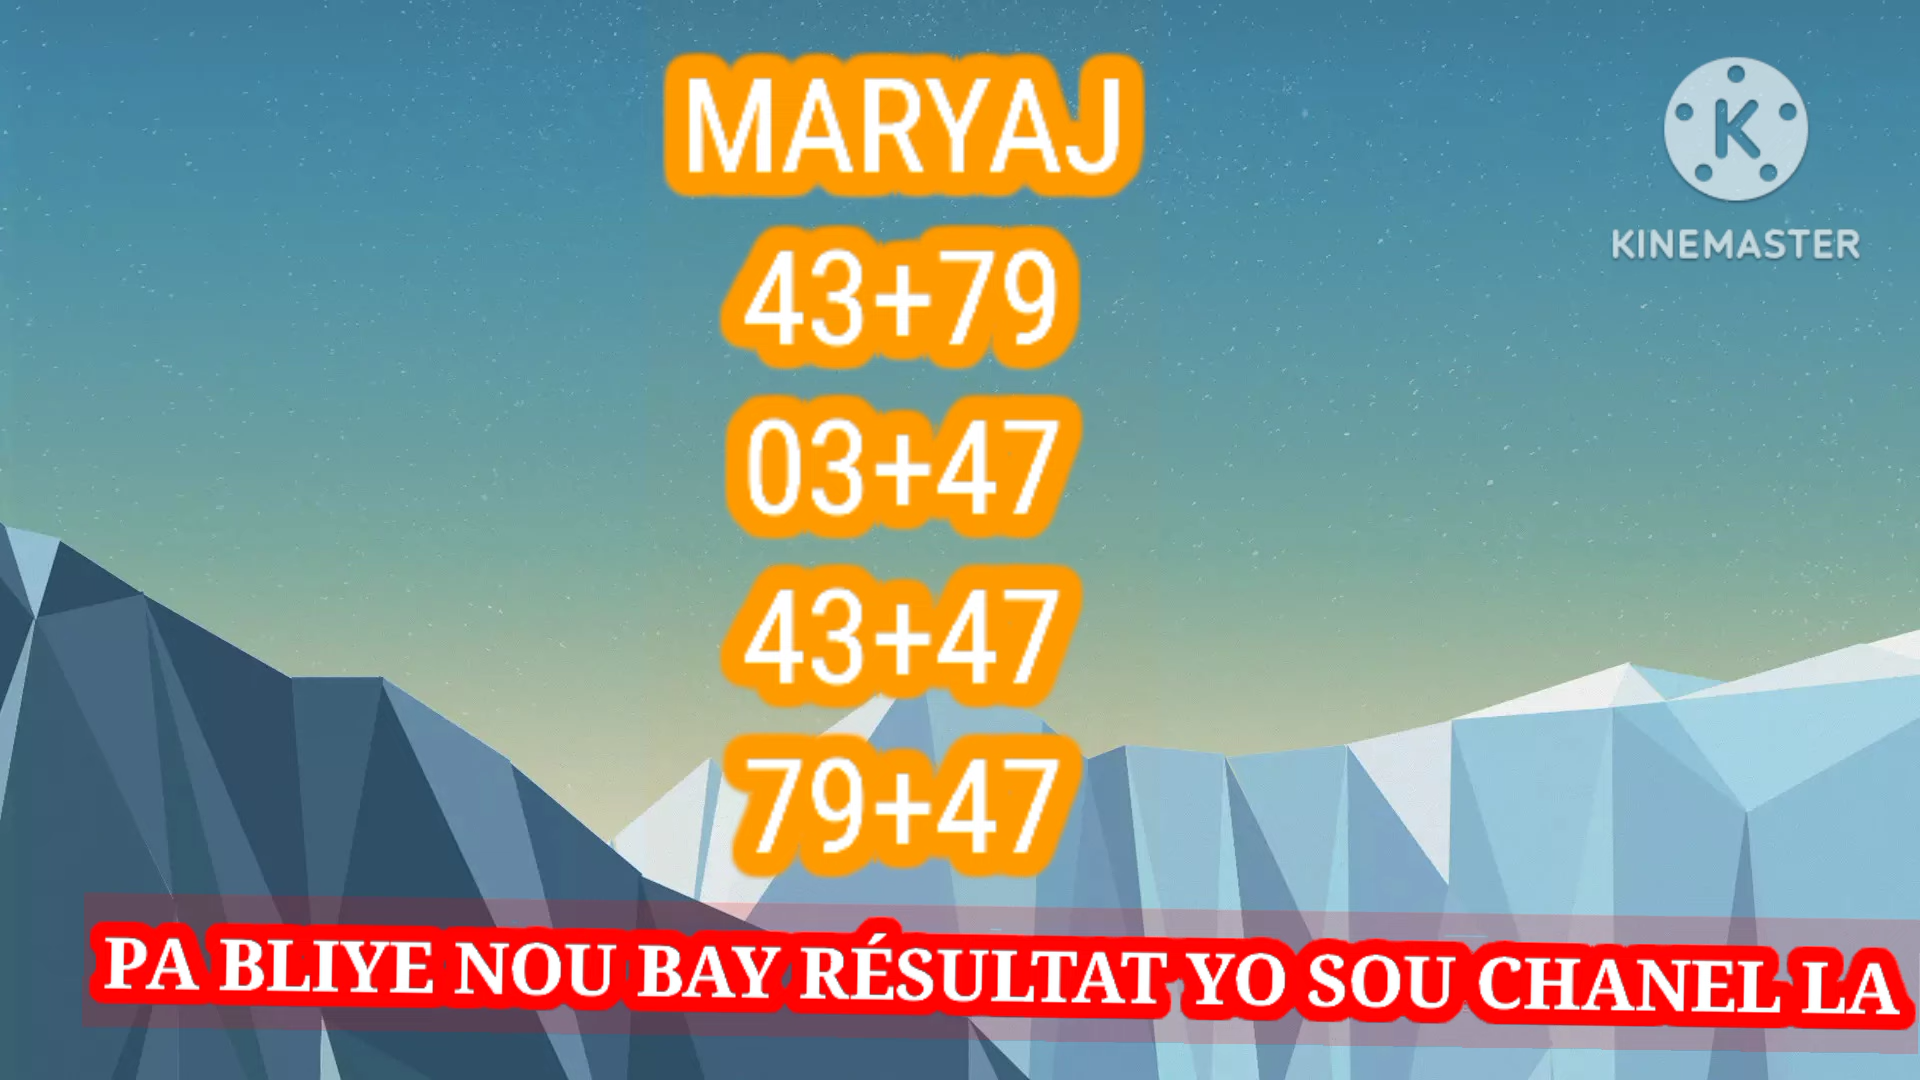 MARYAJ
43+79
03+47
43+47
79+47
K
KINEMASTER
PA BLIYE NOU BAY RÉSULTAT YO SOU CHANEL LA